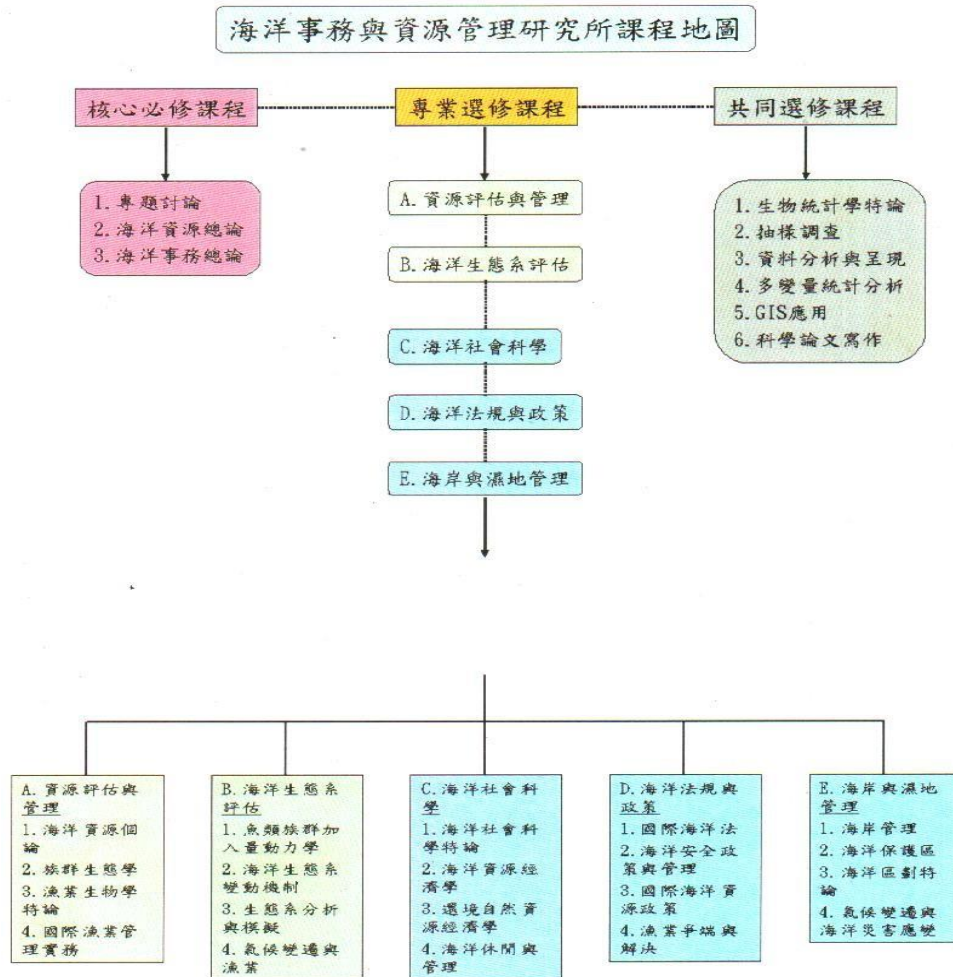 海洋事務與資源管理研究所課程地圖
核心必修課程
專業選修課程
共同選修課程
1.專題討論
2.海洋資源總論
3.海洋事務總論
A.資源評估與管理
B.海洋生態系評估
C.海洋社會科學
D.海洋法規與政策
E.海岸與濕地管理
1.生物統計學特論
2.抽樣調查
3.資料分析與呈現
4.多變量統計分析
5.GIS應用
6.科學論文寫作
A.資源評估與
管理
1.海洋資源個
論
2.族群生態學
3.漁業生物學
特論
4.國際漁業管
理實務
B.海洋生態系
評估
1.魚類族群加
入量動力學
2.海洋生態系
變動機制
3.生態系分析
與模擬
4.氣候變遷與
漁業
C.海洋社會科
學
1.海洋社會科
學特論
2.海洋資源經
濟學
3.環境自然資
源經濟學
4.海洋休閒與
管理
D.海洋法規與
政策
1.國際海洋法
2.海洋安全政
策與管理
3.國際海洋資
源政策
4.漁業爭端與
解決
E.海岸與濕地
管理
1.海岸管理
2.海洋保護區
3.海洋區劃特
論
4.氣候變遷與
海洋災害應變